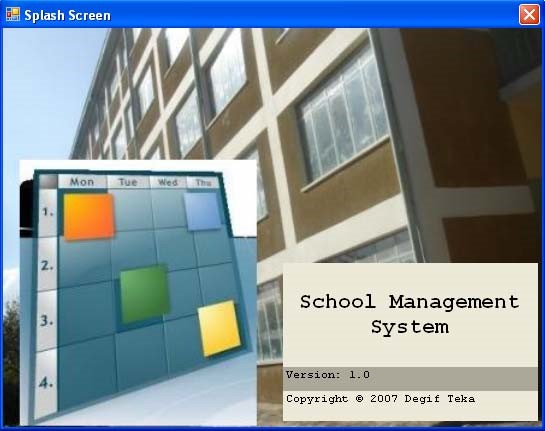 Splash Screen
Mon Tue Wed Thu
1.
2.
3.
4.
School Management
System
Version: 1.0
Copyright © 2007 Degif Teka